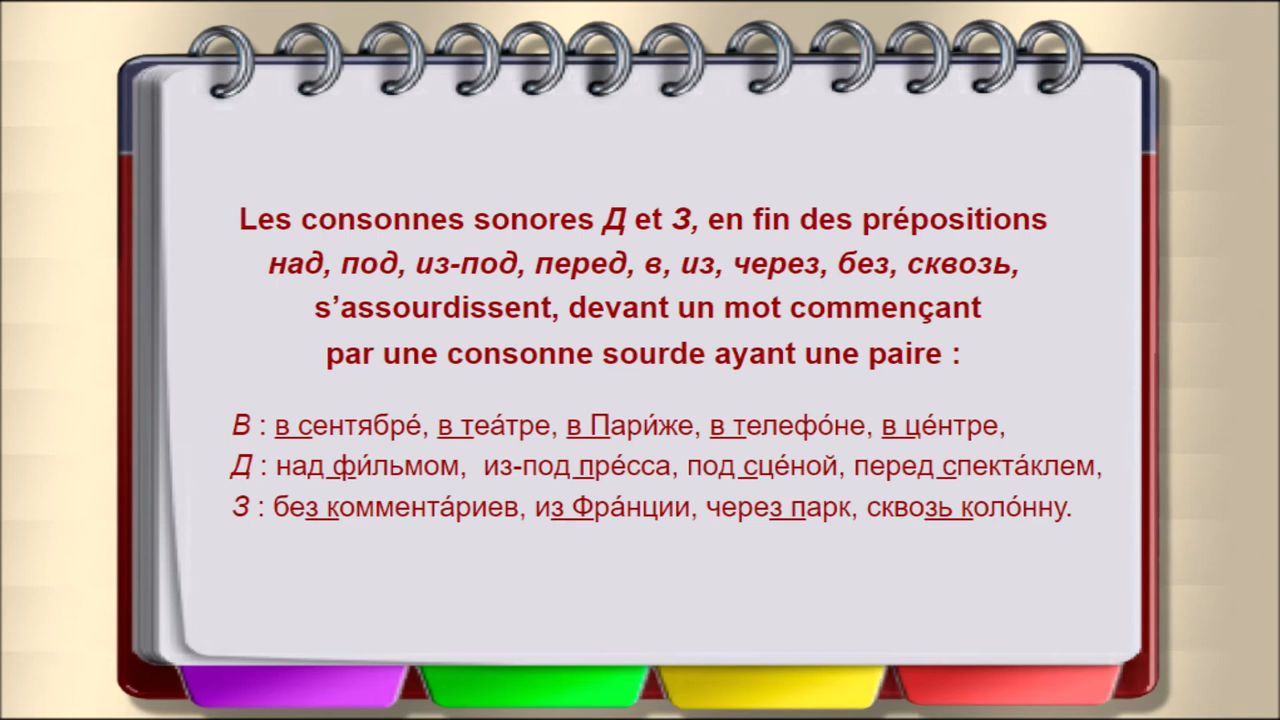 Les consonnes sonores Д et З, en fin des prépositions
над, под, из-под, перед, в, из, через, без, сквозь,
s’assourdissent, devant un mot commençant
par une consonne sourde ayant une paire :
В : в сентябре́, в теа́тре, в Пари́же, в телефо́не, в це́нтре,
Д : над фи́льмом, из-под пре́сса, под сце́ной, перед спекта́клем,
З : без коммента́риев, из Фра́нции, через парк, сквозь коло́нну.